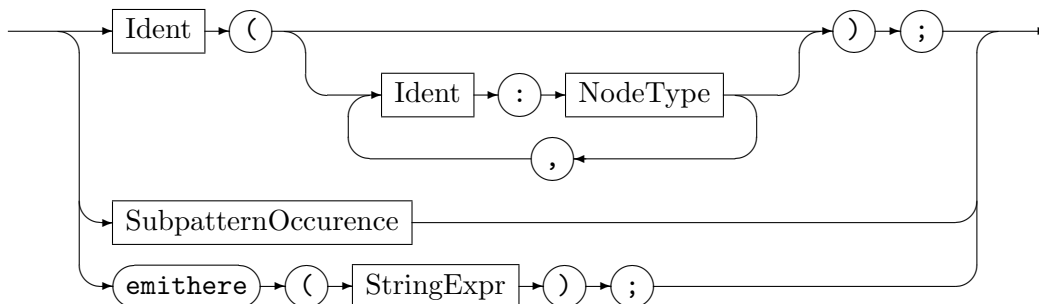 Ident ( ) ;
Ident : NodeType
,
SubpatternOccurence
emithere ( StringExpr ) ;